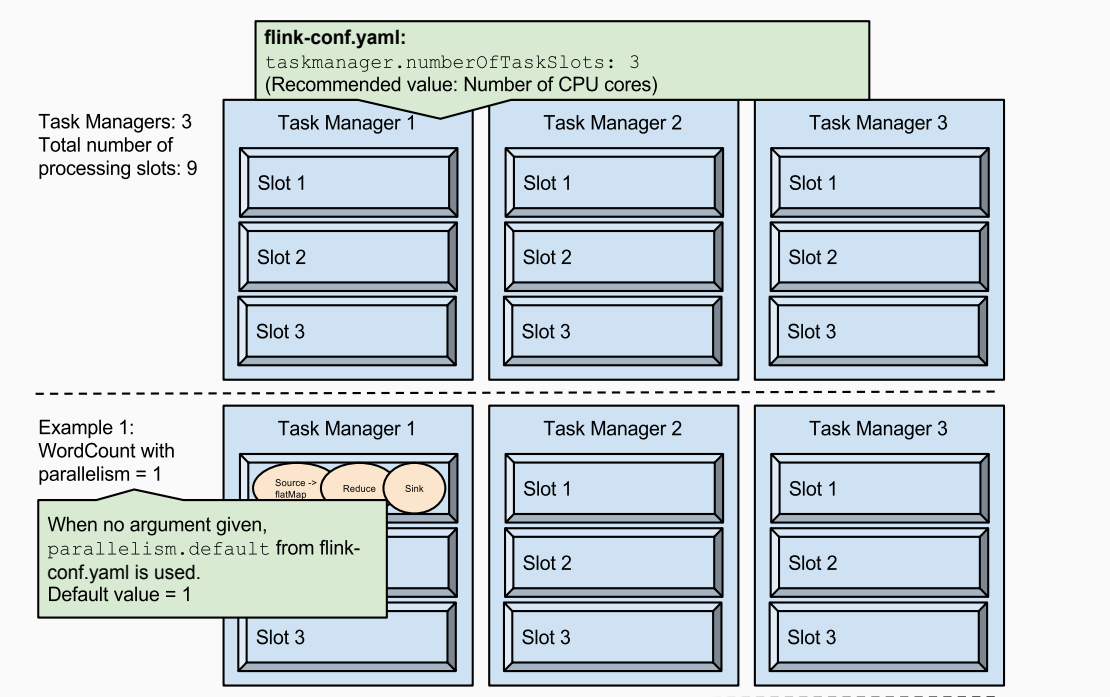 flink-conf.yaml:
taskmanager.numberOfTaskSlots: 3
(Recommended value: Number of CPU cores)
Task Managers: 3
Total number of
processing slots: 9
Task Manager 1
Slot 1
Slot 2
Slot 3
Task Manager 2
Slot 1
Slot 2
Slot 3
Task Manager 3
Slot 1
Slot 2
Slot 3
Example 1:
WordCount with
parallelism = 1
When no argument given,
parallelism.default from flink-
conf.yaml is used.
Default value = 1
Task Manager 1
Source ->
flatMap
Reduce
Sink
Slot 3
Task Manager 2
Slot 1
Slot 2
Slot 3
Task Manager 3
Slot 1
Slot 2
Slot 3